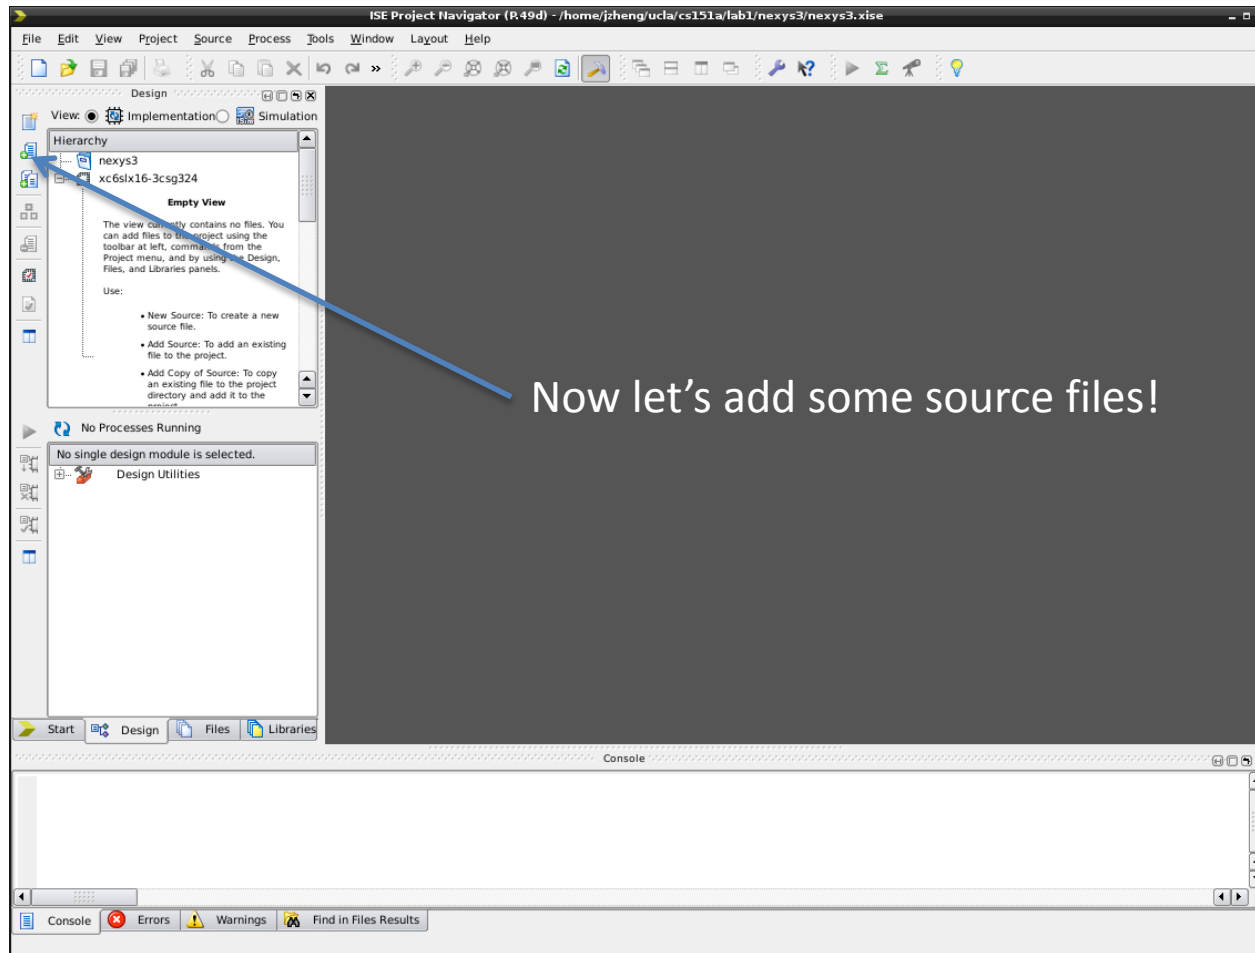 ISE Project Navigator (P.49d) - /home/jzheng/ucla/cs151a/lab1/nexys3/nexys3.xise
File Edit View Project Source Process Tools Window Layout Help
»
Design
View: Implementation Simulation
Hierarchy
nexys3
xc6slx16-3csg324
Empty View
The view currently contains no files. You
can add files to the project using the
toolbar at left, commands from the
Project menu, and by using the Design,
Files, and Libraries panels.
Use:
• New Source: To create a new
source file.
• Add Source: To add an existing
file to the project.
• Add Copy of Source: To copy
an existing file to the project
directory and add it to the
Now let’s add some source files!
No Processes Running
No single design module is selected.
Design Utilities
Start Design Files Libraries
Console
Console Errors Warnings Find in Files Results